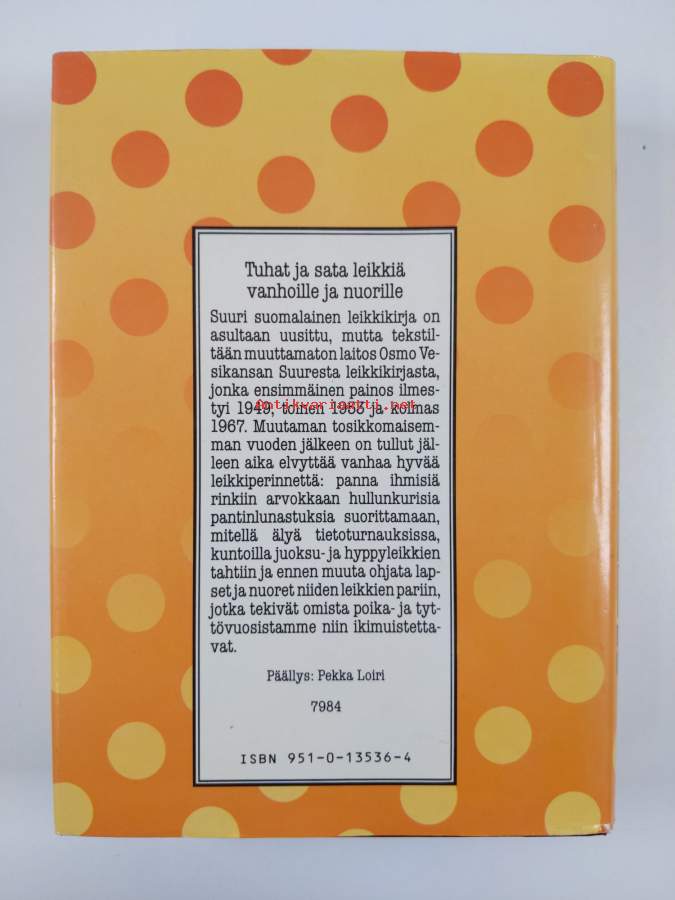 Tuhat ja sata leikkiä
vanhoille ja nuorille
Suuri suomalainen leikkikirja on
asultaan uusittu, mutta tekstil-
tään muuttamaton laitos Osmo Ve-
sikansan Suuresta leikkikirjasta,
jonka ensimmäinen painos ilmes-
Antikvariaatti.net
tyi 1949, toinen 1955 ja kolmas
1967. Muutaman tosikkomaisem-
man vuoden jälkeen on tullut jäl-
leen aika elvyttää vanhaa hyvää
leikkiperinnettä: panna ihmisiä
rinkiin arvokkaan hullunkurisia
pantinlunastuksia suorittamaan,
mitellä älyä tietoturnauksissa,
kuntoilla juoksu- ja hyppyleikkien
tahtiin ja ennen muuta ohjata lap-
set ja nuoret niiden leikkien pariin,
jotka tekivät omista poika- ja tyt-
tövuosistamme niin ikimuistetta-
vat.
Päällys: Pekka Loiri
7984
ISBN 951-0-13536-4